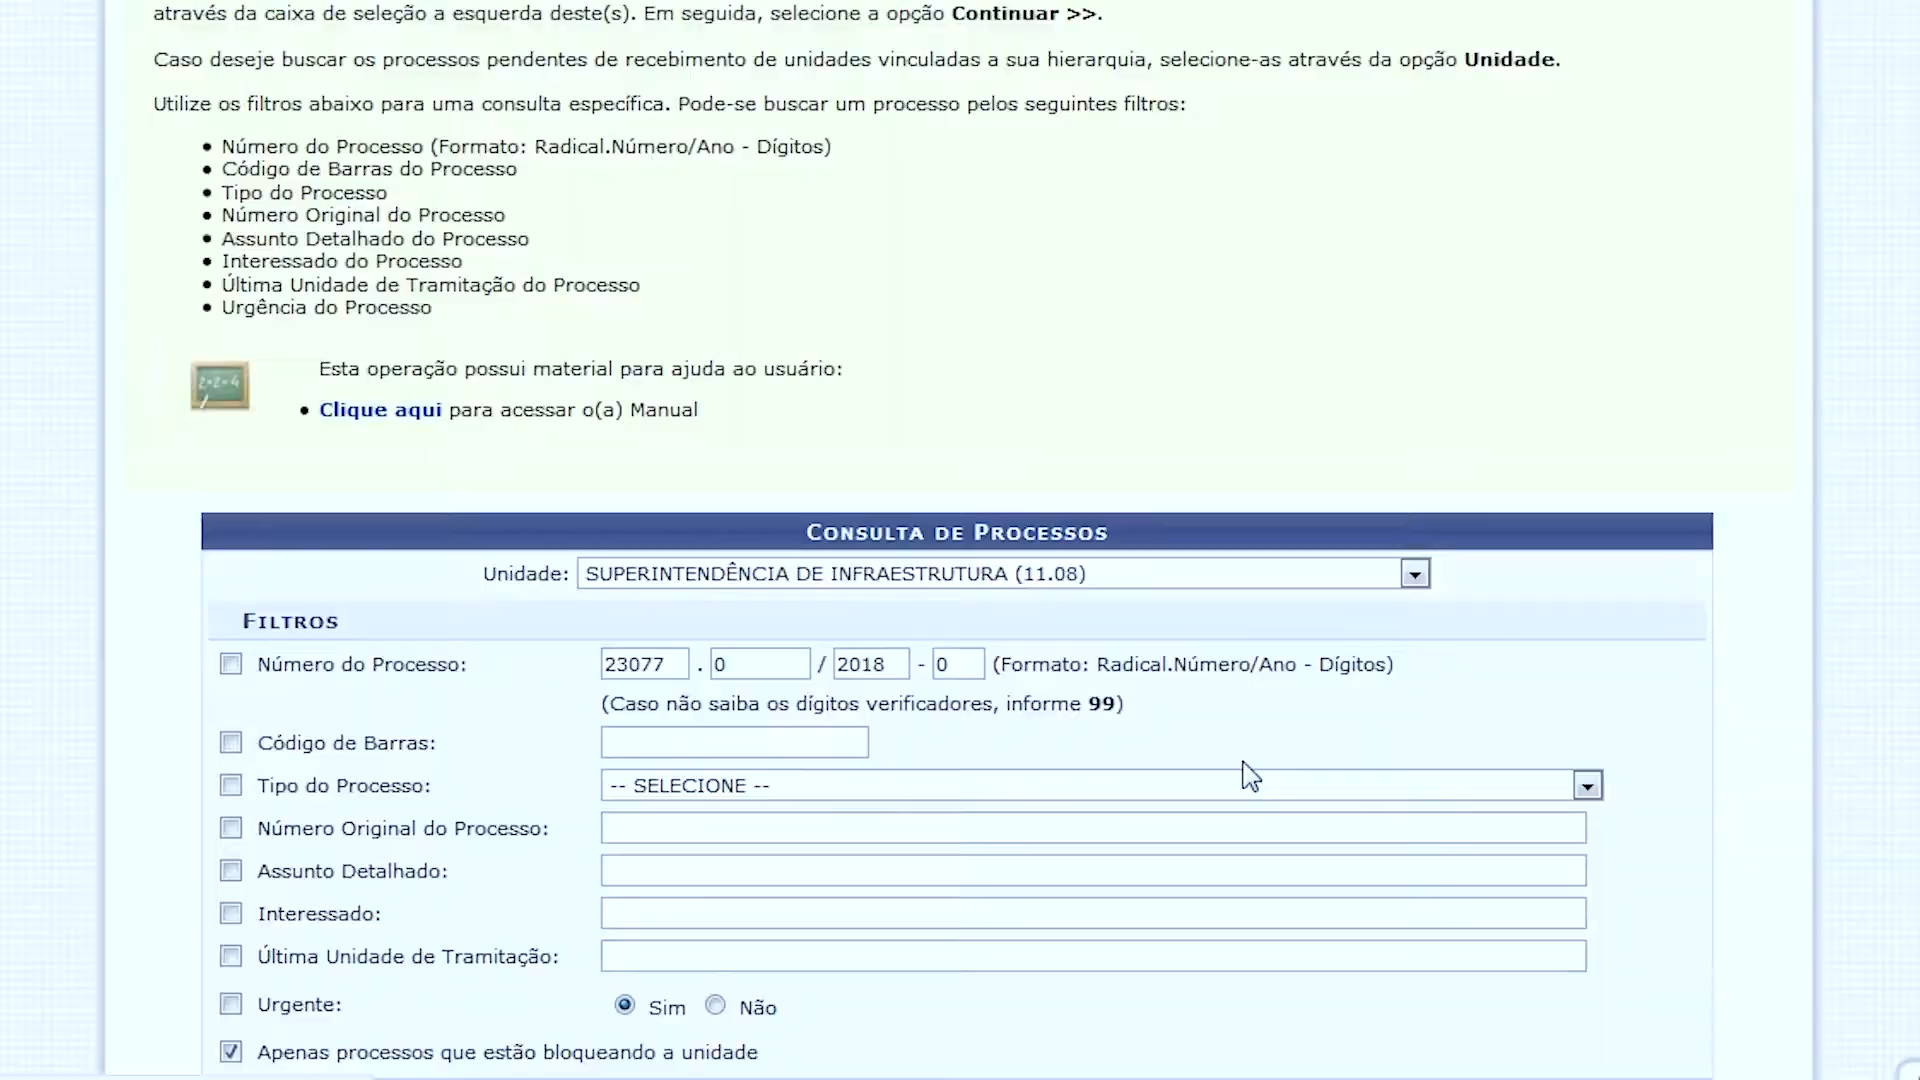 através da caixa de seleção a esquerda deste(s). Em seguida, selecione a opção Continuar >>.
Caso deseje buscar os processos pendentes de recebimento de unidades vinculadas a sua hierarquia, selecione-as através da opção Unidade.
Utilize os filtros abaixo para uma consulta específica. Pode-se buscar um processo pelos seguintes filtros:
• Número do Processo (Formato: Radical.Número/Ano - Dígitos)
• Código de Barras do Processo
• Tipo do Processo
• Número Original do Processo
• Assunto Detalhado do Processo
• Interessado do Processo
• Última Unidade de Tramitação do Processo
• Urgência do Processo
2+2=4
Esta operação possui material para ajuda ao usuário:
• Clique aqui para acessar o(a) Manual
Consulta de Processos
Unidade: SUPERINTENDÊNCIA DE INFRAESTRUTURA (11.08)
Filtros
Número do Processo: 23077 . 0 / 2018 - 0 (Formato: Radical.Número/Ano - Dígitos)
(Caso não saiba os dígitos verificadores, informe 99)
Código de Barras:
Tipo do Processo: -- SELECIONE --
Número Original do Processo:
Assunto Detalhado:
Interessado:
Última Unidade de Tramitação:
Urgente: Sim Não
Apenas processos que estão bloqueando a unidade